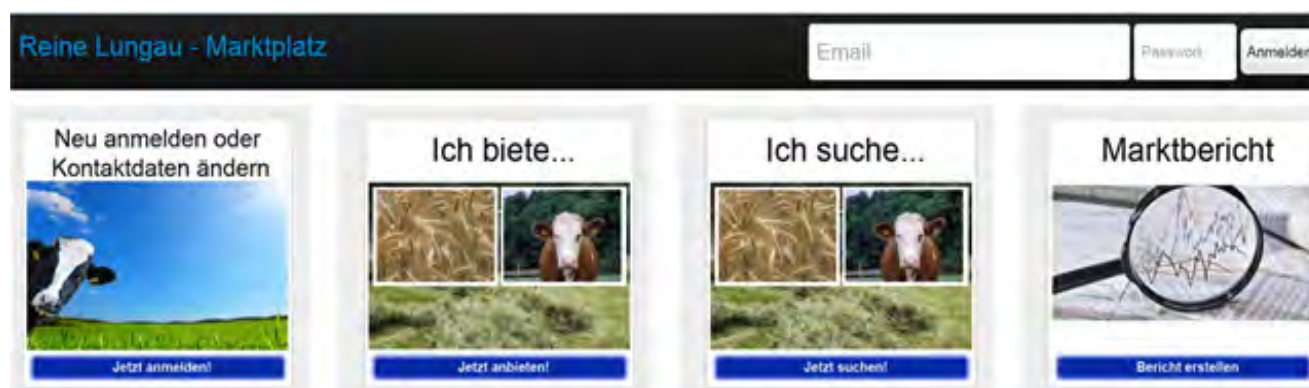 Reine Lungau - Marktplatz
Email
Passwort
Anmelden
Neu anmelden oder
Kontaktdaten ändern
Jetzt anmelden!
Ich biete...
Jetzt anbieten!
Ich suche...
Jetzt suchen!
Marktbericht
Bericht erstellen